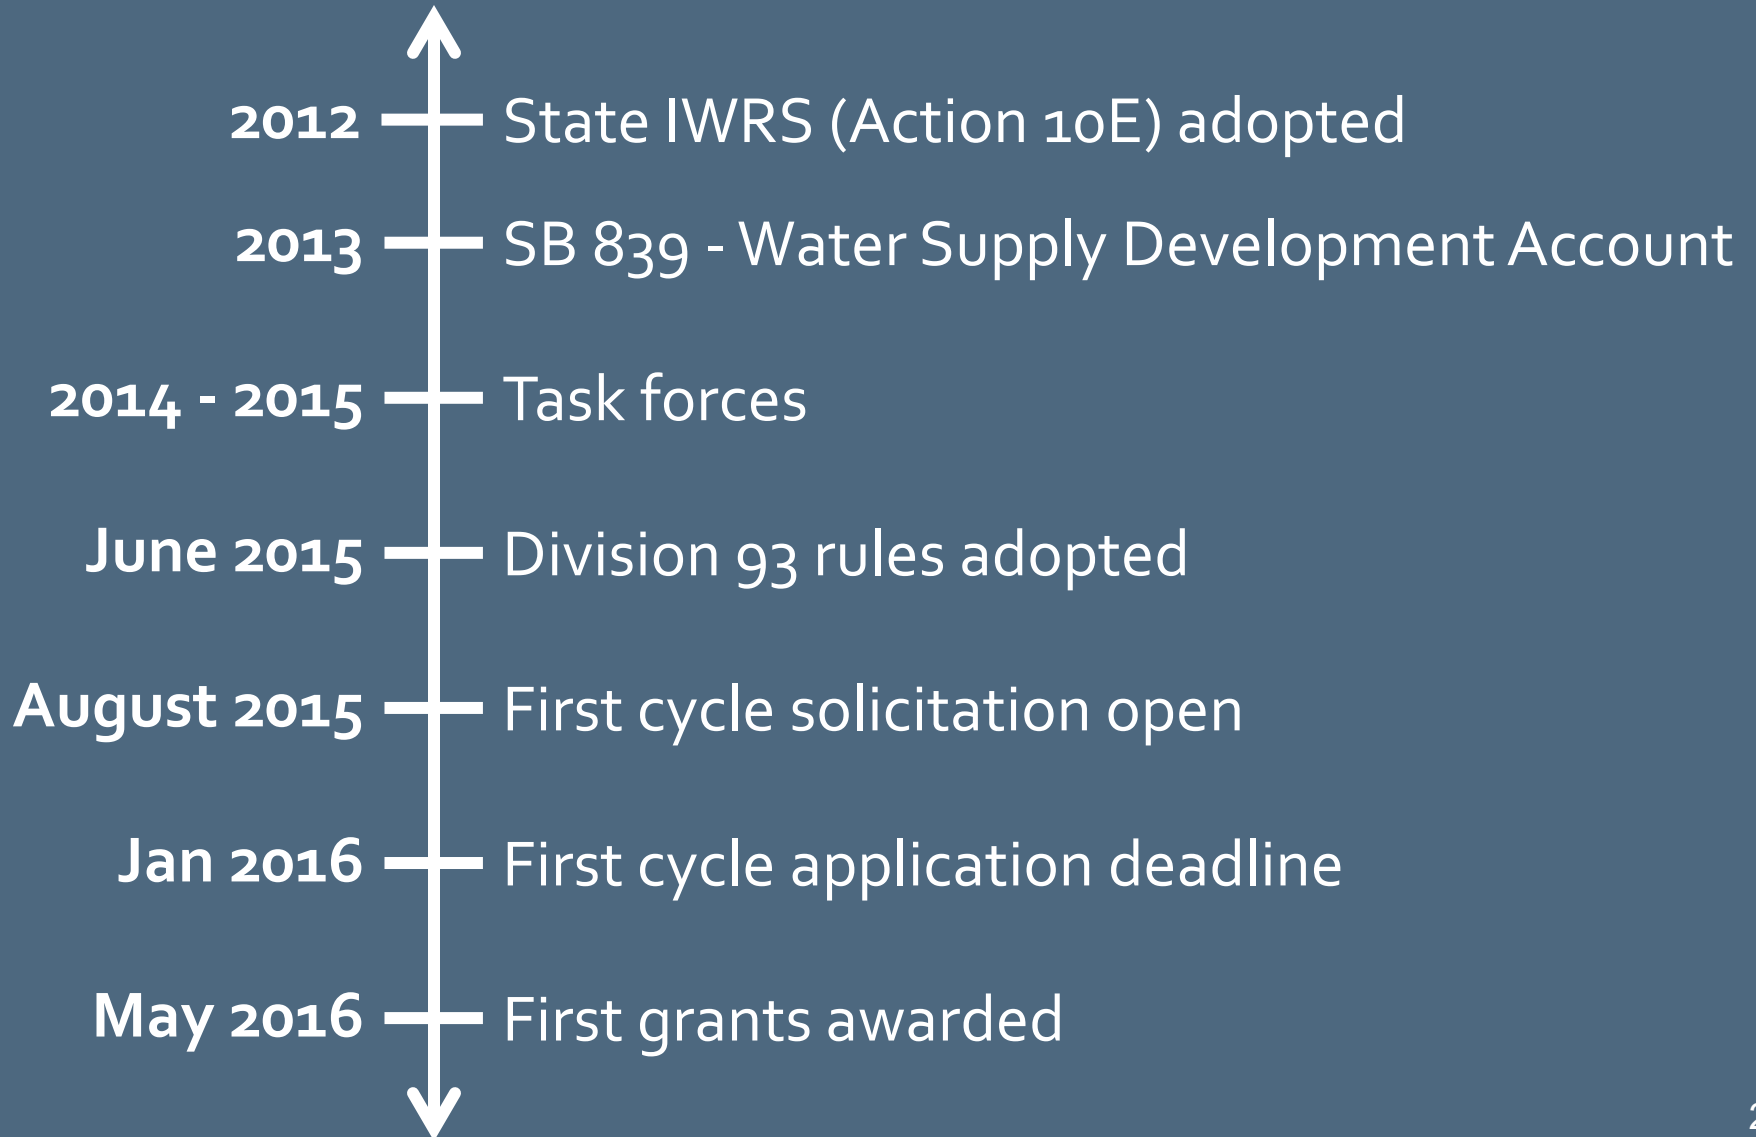 2012 State IWRS (Action 10E) adopted
2013 SB 839 - Water Supply Development Account
2014 - 2015 Task forces
June 2015 Division 93 rules adopted
August 2015 First cycle solicitation open
Jan 2016 First cycle application deadline
May 2016 First grants awarded